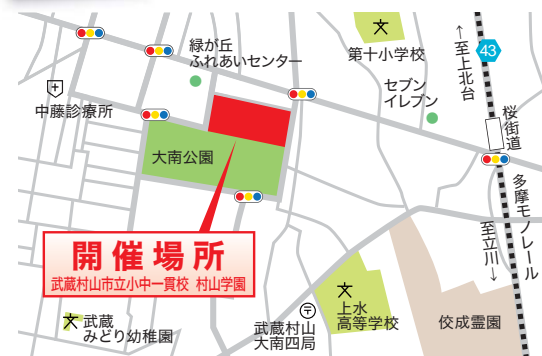 緑が丘
ふれあいセンター
第十小学校
←至上北台
43
セブン
イレブン
中藤診療所
桜街道
大南公園
多摩モノレール
至立川→
開催場所
武蔵村山市立小中一貫校 村山学園
武蔵
みどり幼稚園
武蔵村山
大南四局
上水
高等学校
佼成霊園